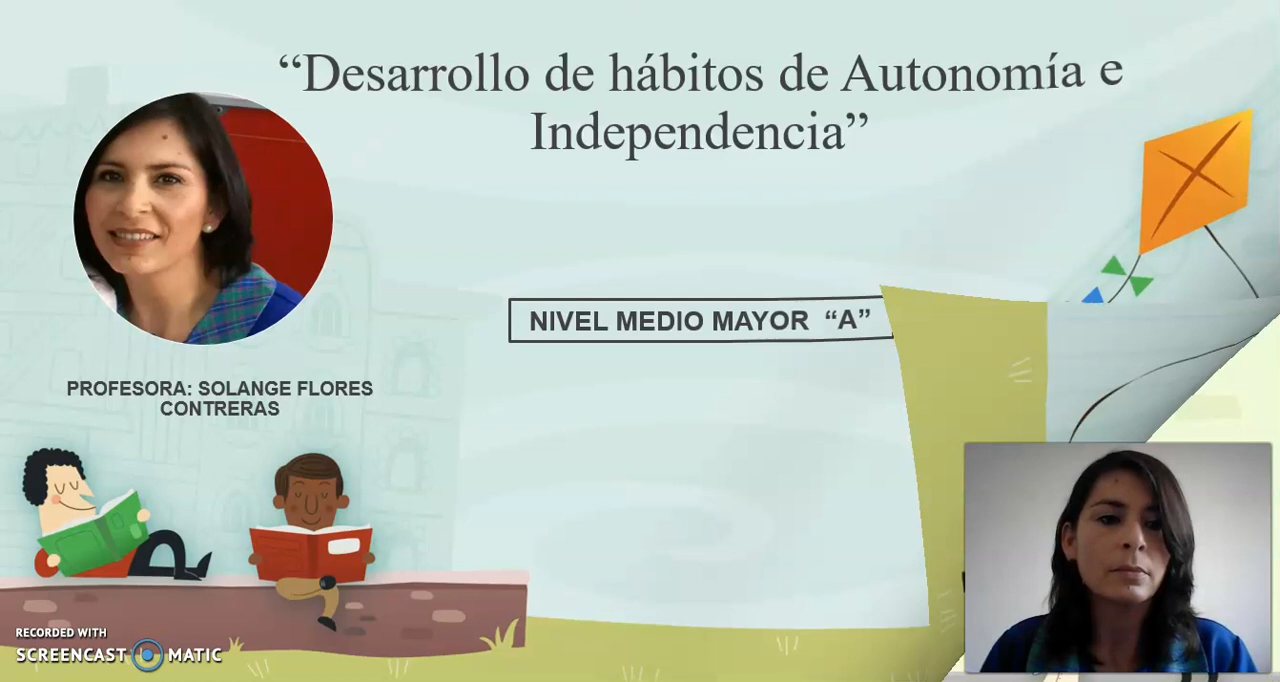 “Desarrollo de hábitos de Autonomía e
Independencia”
NIVEL MEDIO MAYOR “A”
PROFESORA: SOLANGE FLORES
CONTRERAS
RECORDED WITH
SCREENCAST MATIC